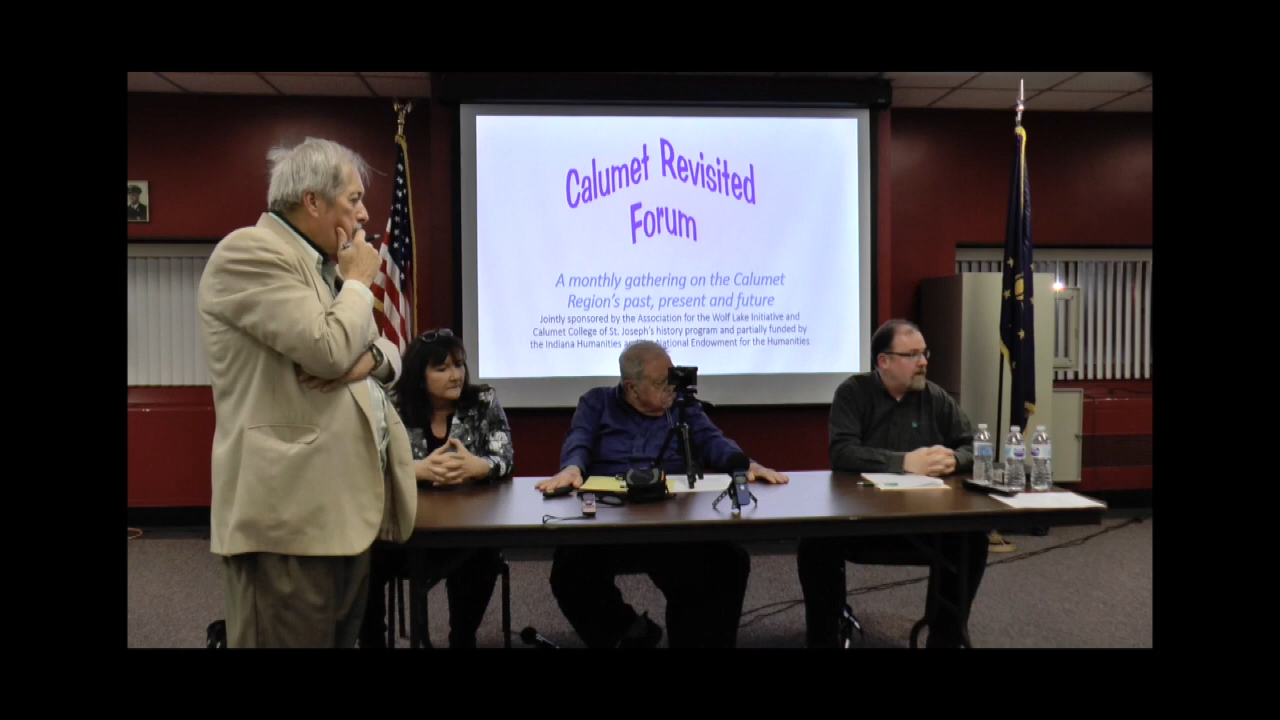 Calumet Revisited
Forum
A monthly gathering on the Calumet
Region's past, present and future
Jointly sponsored by the Association for the Wolf Lake Initiative and
Calumet College of St. Joseph's history program and partially funded by
the Indiana Humanities and the National Endowment for the Humanities